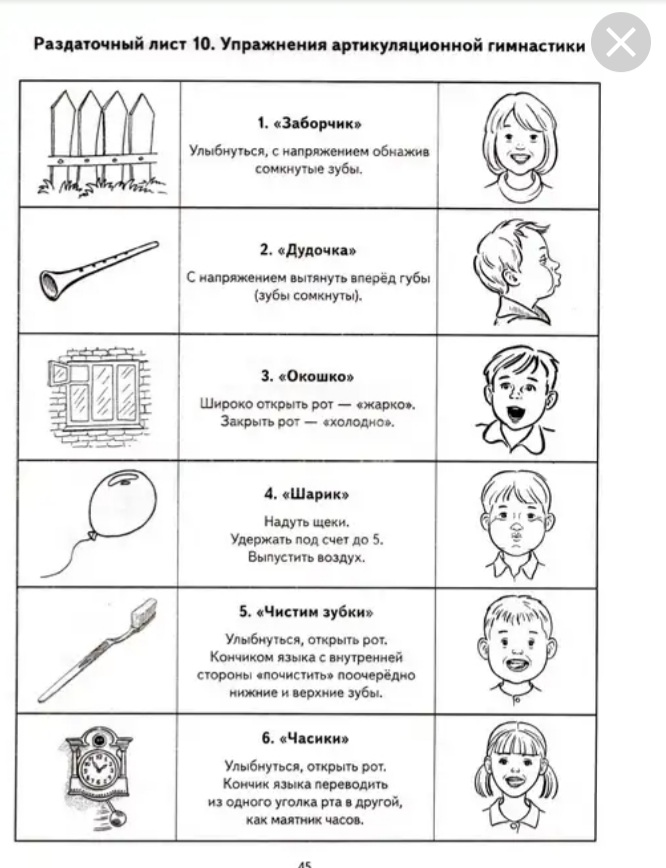 Раздаточный лист 10. Упражнения артикуляционной гимнастики
1. «Заборчик»
Улыбнуться, с напряжением обнажив
сомкнутые зубы.
2. «Дудочка»
С напряжением вытянуть вперёд губы
(зубы сомкнуты).
3. «Окошко»
Широко открыть рот — «жарко».
Закрыть рот — «холодно».
4. «Шарик»
Надуть щеки.
Удержать под счет до 5.
Выпустить воздух.
5. «Чистим зубки»
Улыбнуться, открыть рот.
Кончиком языка с внутренней
стороны «почистить» поочерёдно
нижние и верхние зубы.
6. «Часики»
Улыбнуться, открыть рот.
Кончик языка переводить
из одного уголка рта в другой,
как маятник часов.
45